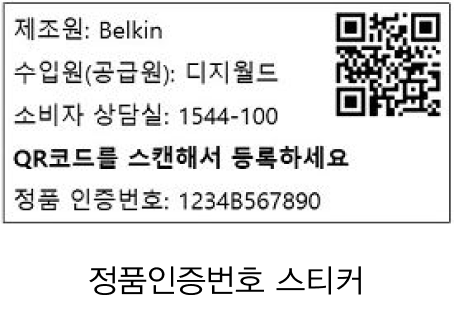 제조원: Belkin
수입원(공급원): 디지월드
소비자 상담실: 1544-100
QR코드를 스캔해서 등록하세요
정품 인증번호: 1234B567890
정품인증번호 스티커